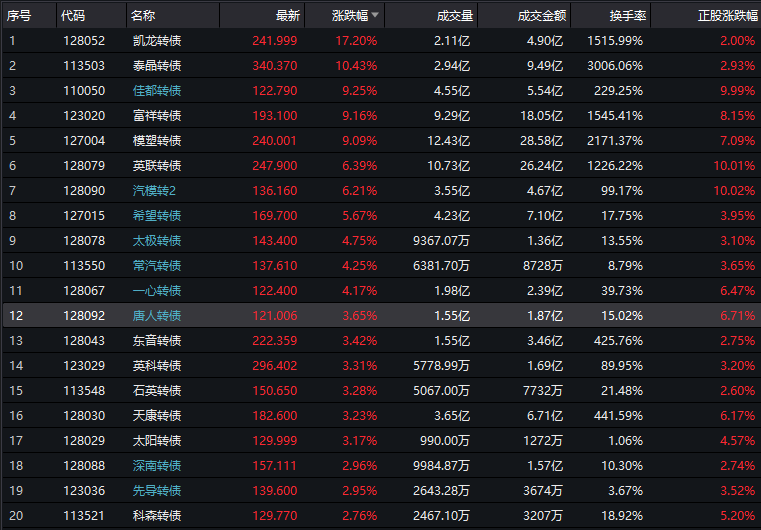 序号 代码 名称 最新 涨跌幅 成交量 成交金额 换手率 正股涨跌幅
1 128052 凯龙转债 241.999 17.20% 2.11亿 4.90亿 1515.99% 2.00%
2 113503 泰晶转债 340.370 10.43% 2.94亿 9.49亿 3006.06% 2.93%
3 110050 佳都转债 122.790 9.25% 4.55亿 5.54亿 229.25% 9.99%
4 123020 富祥转债 193.100 9.16% 9.29亿 18.05亿 1545.41% 8.15%
5 127004 模塑转债 240.001 9.09% 12.43亿 28.58亿 2171.37% 7.09%
6 128079 英联转债 247.900 6.39% 10.73亿 26.24亿 1226.22% 10.01%
7 128090 汽模转2 136.160 6.21% 3.55亿 4.67亿 99.17% 10.02%
8 127015 希望转债 169.700 5.67% 4.23亿 7.10亿 17.75% 3.95%
9 128078 太极转债 143.400 4.75% 9367.07万 1.36亿 13.55% 3.10%
10 113550 常汽转债 137.610 4.25% 6381.70万 8728万 8.79% 3.65%
11 128067 一心转债 122.400 4.17% 1.98亿 2.39亿 39.73% 6.47%
12 128092 唐人转债 121.006 3.65% 1.55亿 1.87亿 15.02% 6.71%
13 128043 东音转债 222.359 3.42% 1.55亿 3.46亿 425.76% 2.75%
14 123029 英科转债 296.402 3.31% 5778.99万 1.69亿 89.95% 3.20%
15 113548 石英转债 150.650 3.28% 5067.00万 7732万 21.48% 2.60%
16 128030 天康转债 182.600 3.23% 3.65亿 6.71亿 441.59% 6.17%
17 128029 太阳转债 129.999 3.17% 990.00万 1272万 1.06% 4.57%
18 128088 深南转债 157.111 2.96% 9984.87万 1.57亿 10.30% 2.74%
19 123036 先导转债 139.600 2.95% 2643.28万 3674万 3.67% 3.52%
20 113521 科森转债 129.770 2.76% 2467.10万 3207万 18.92% 5.20%